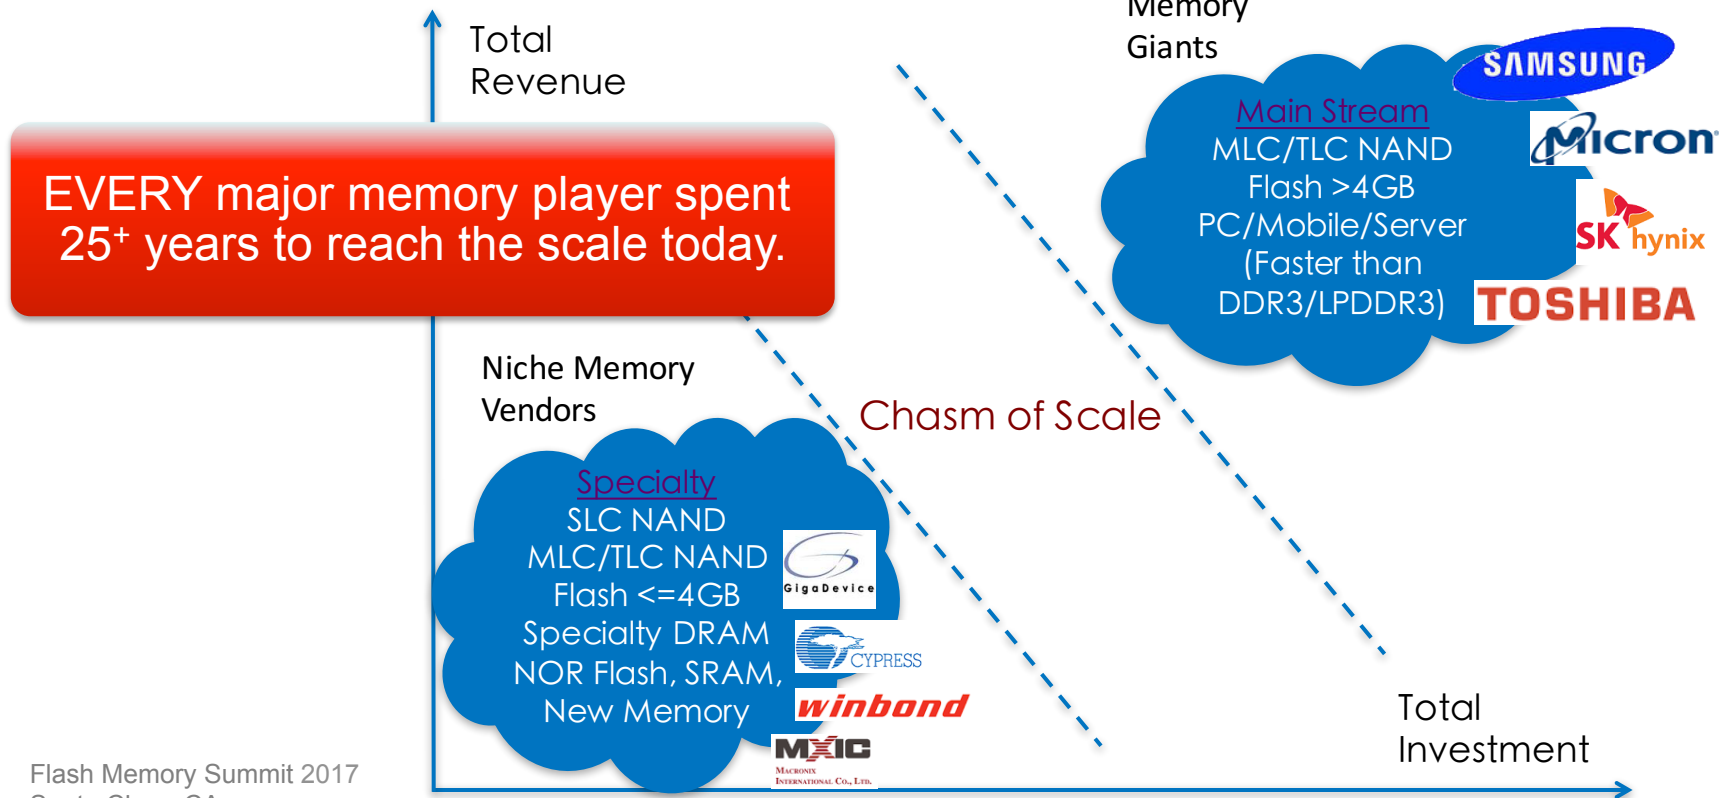 Total
Revenue
Memory
Giants
SAMSUNG
Main Stream
MLC/TLC NAND
Flash >4GB
PC/Mobile/Server
(Faster than
DDR3/LPDDR3)
Micron
SK hynix
TOSHIBA
EVERY major memory player spent
25+ years to reach the scale today.
Niche Memory
Vendors
Chasm of Scale
Specialty
SLC NAND
MLC/TLC NAND
Flash <=4GB
Specialty DRAM
NOR Flash, SRAM,
New Memory
GigaDevice
CYPRESS
winbond
MXIC
MACRONIX
INTERNATIONAL CO., LTD.
Total
Investment
Flash Memory Summit 2017